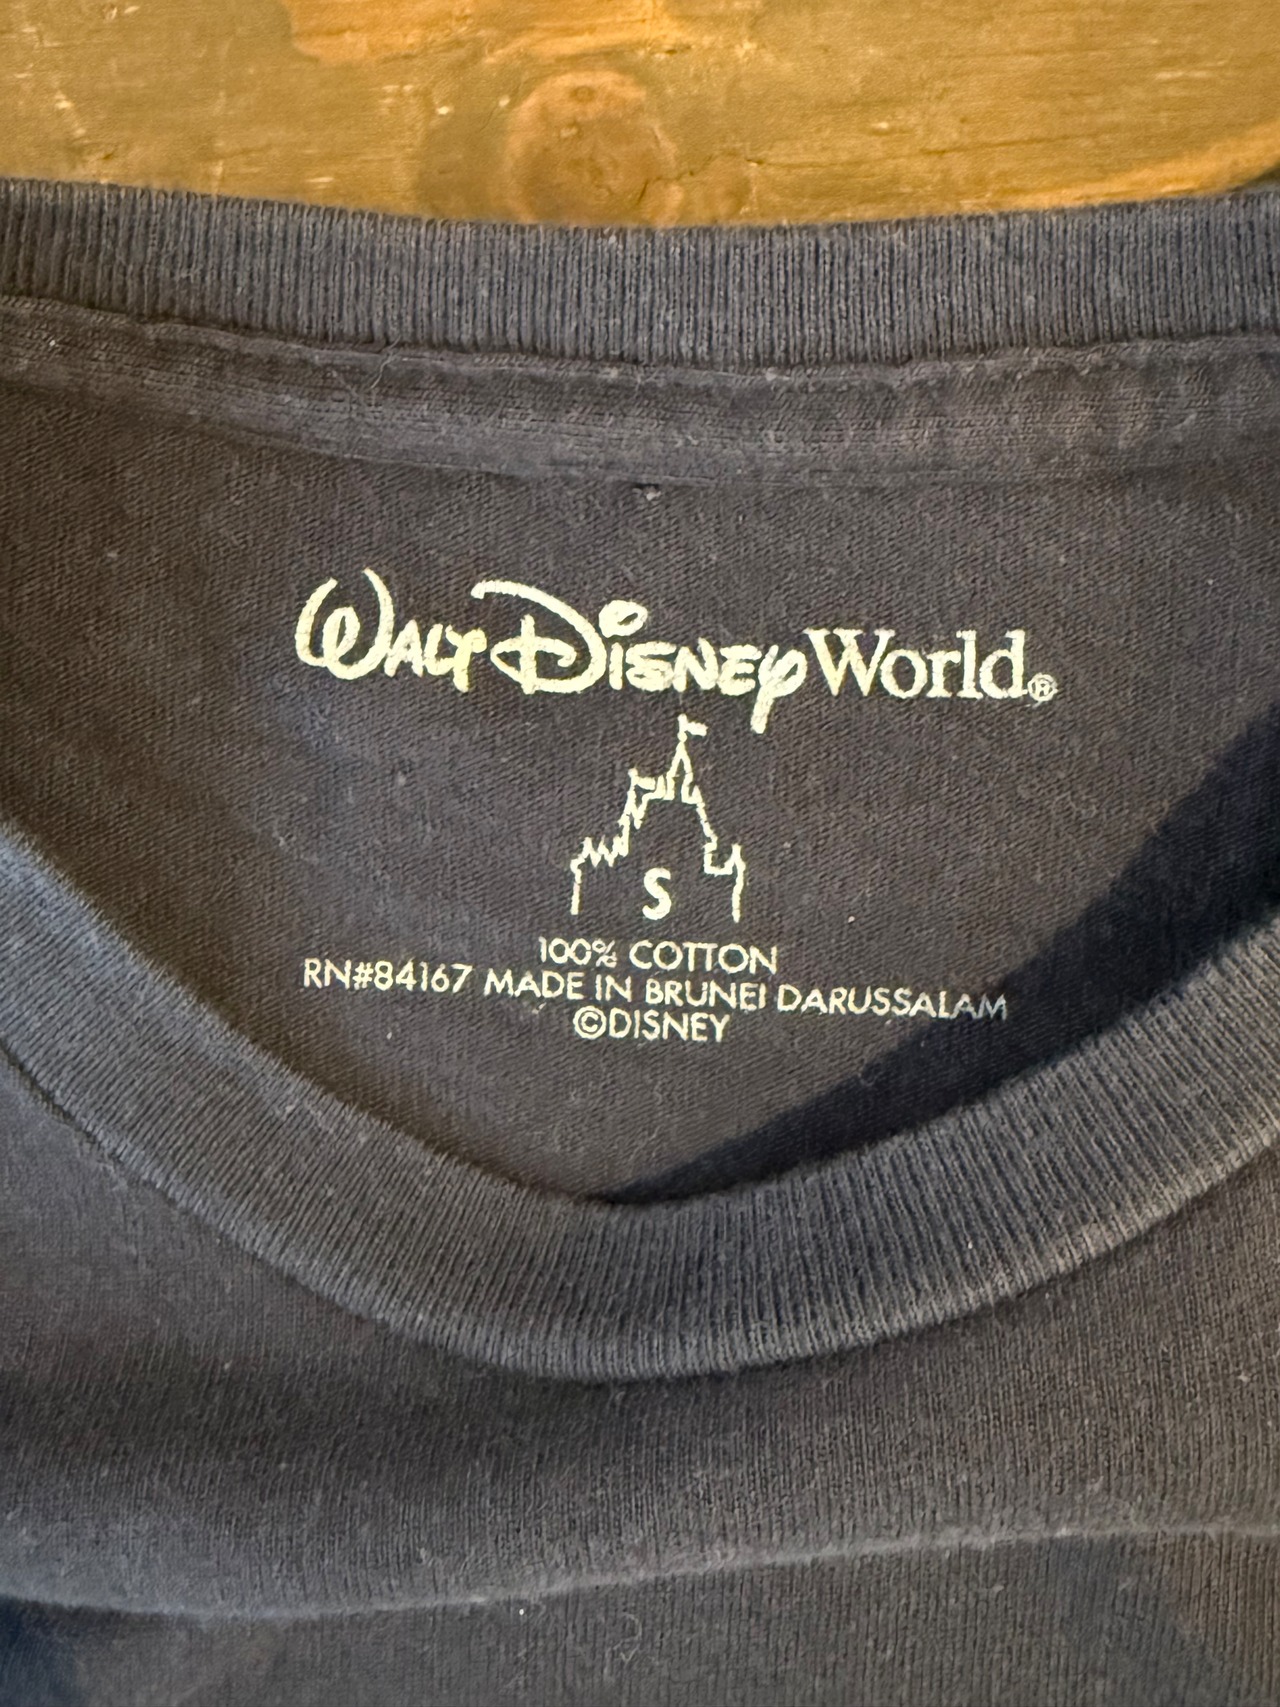 Walt Disney World®
S
100% COTTON
RN#84167 MADE IN BRUNEI DARUSSALAM
©DISNEY